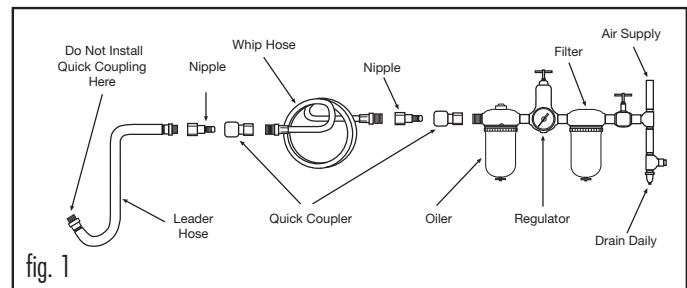 Do Not Install
Quick Coupling
Here
Nipple
Whip Hose
Nipple
Filter
Air Supply
Leader
Hose
Quick Coupler
Oiler
Regulator
Drain Daily
fig. 1